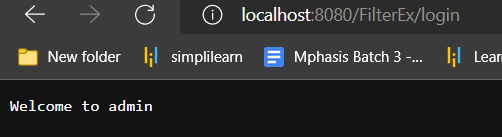 localhost:8080/FilterEx/login
New folder
simplilearn
Mphasis Batch 3 -...
Lear
Welcome to admin